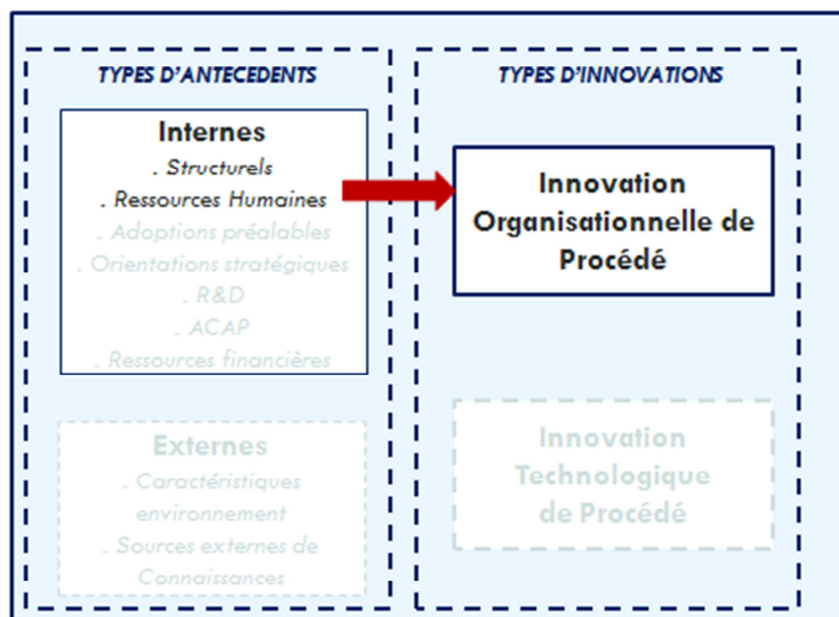 TYPES D'ANTECEDENTS
Internes
. Structurels
. Ressources Humaines
. Adoptions préalables
. Orientations stratégiques
. R&D
. ACAP
. Ressources financières
Externes
. Caractéristiques
environnement
. Sources externes de
Connaissances
TYPES D'INNOVATIONS
Innovation
Organisationnelle de
Procédé
Innovation
Technologique
de Procédé